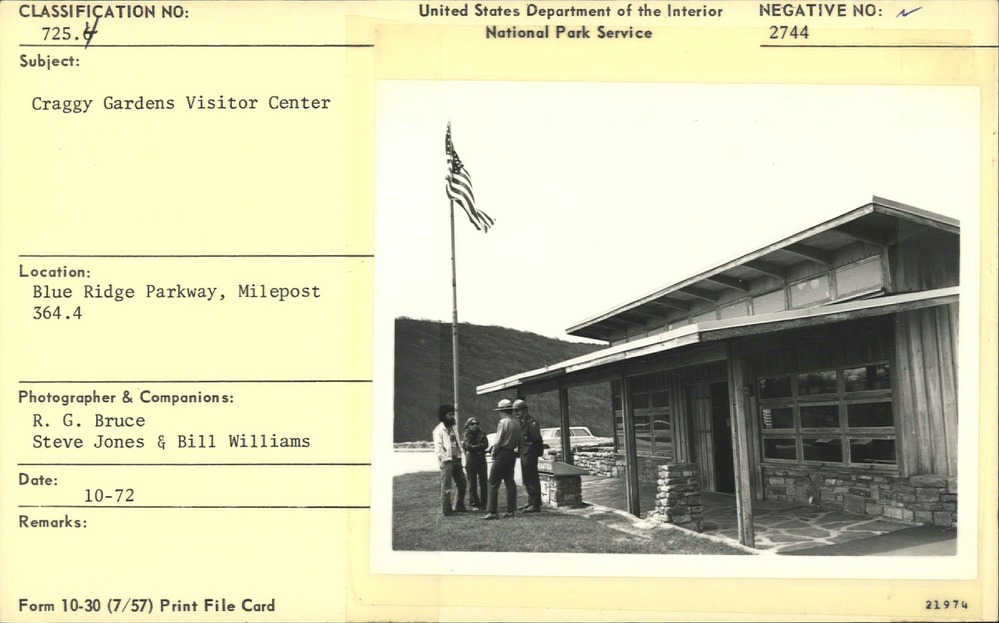 CLASSIFICATION NO:
725.4
United States Department of the Interior
National Park Service
NEGATIVE NO:
2744
Subject:
Craggy Gardens Visitor Center
Location:
Blue Ridge Parkway, Milepost
364.4
Photographer & Companions:
R. G. Bruce
Steve Jones & Bill Williams
Date:
10-72
Remarks:
Form 10-30 (7/57) Print File Card
21974